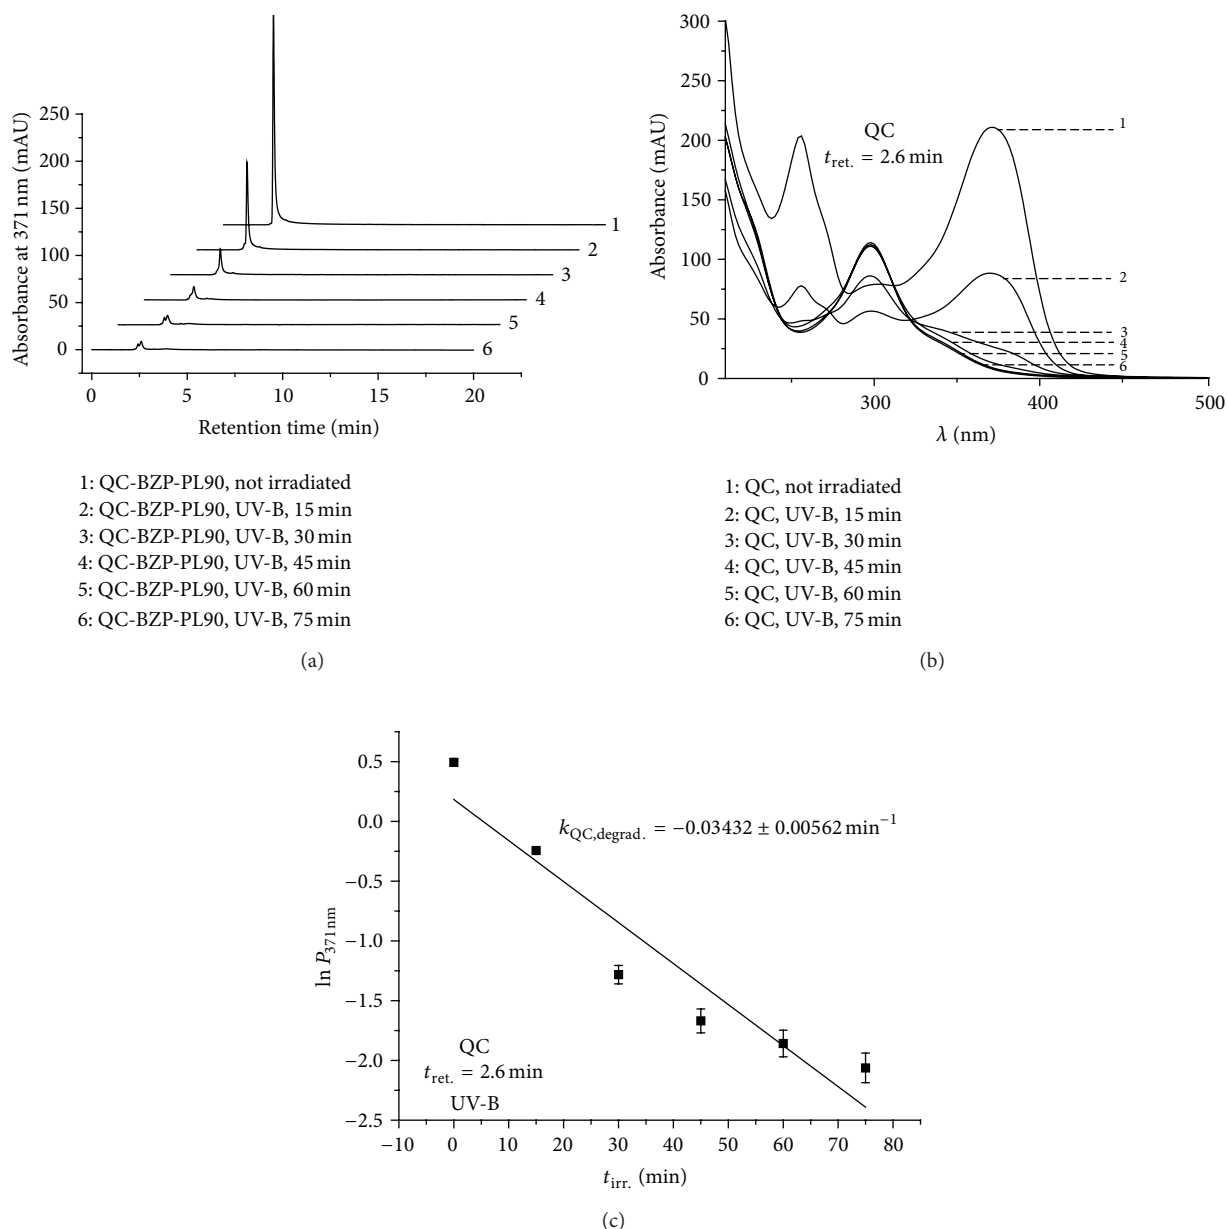 250
200
150
100
50
0
Absorbance at 371 nm (mAU)
1
2
3
4
5
6
0 5 10 15 20
Retention time (min)
1: QC-BZP-PL90, not irradiated
2: QC-BZP-PL90, UV-B, 15 min
3: QC-BZP-PL90, UV-B, 30 min
4: QC-BZP-PL90, UV-B, 45 min
5: QC-BZP-PL90, UV-B, 60 min
6: QC-BZP-PL90, UV-B, 75 min
(a)
300
250
200
150
100
50
0
Absorbance (mAU)
QC
t_ret. = 2.6 min
1
2
3
4
5
6
300 400 500
λ (nm)
1: QC, not irradiated
2: QC, UV-B, 15 min
3: QC, UV-B, 30 min
4: QC, UV-B, 45 min
5: QC, UV-B, 60 min
6: QC, UV-B, 75 min
(b)
0.5
0.0
−0.5
−1.0
−1.5
−2.0
−2.5
ln P_371 nm
k_QC,degrad. = −0.03432 ± 0.00562 min^−1
QC
t_ret. = 2.6 min
UV-B
−10 0 10 20 30 40 50 60 70 80
t_irr. (min)
(c)